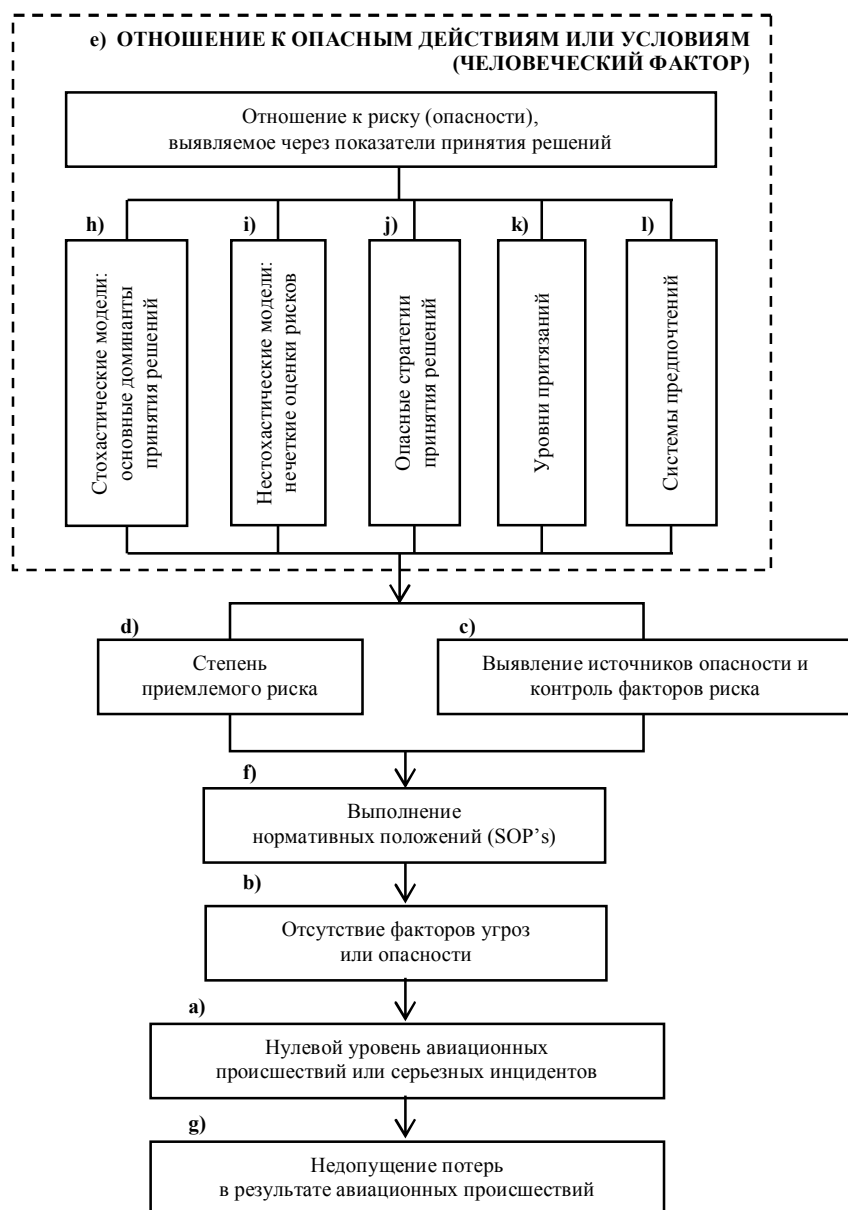 е) ОТНОШЕНИЕ К ОПАСНЫМ ДЕЙСТВИЯМ ИЛИ УСЛОВИЯМ
(ЧЕЛОВЕЧЕСКИЙ ФАКТОР)
Отношение к риску (опасности),
выявляемое через показатели принятия решений
h)
Стохастические модели:
основные доминанты
принятия решений
i)
Нестохастические модели:
нечеткие оценки рисков
j)
Опасные стратегии
принятия решений
k)
Уровни притязаний
l)
Системы предпочтений
d)
Степень
приемлемого риска
c)
Выявление источников опасности и
контроль факторов риска
f)
Выполнение
нормативных положений (SOP’s)
b)
Отсутствие факторов угроз
или опасности
a)
Нулевой уровень авиационных
происшествий или серьезных инцидентов
g)
Недопущение потерь
в результате авиационных происшествий